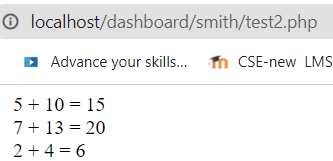 localhost/dashboard/smith/test2.php
Advance your skills... CSE-new LMS
5 + 10 = 15
7 + 13 = 20
2 + 4 = 6